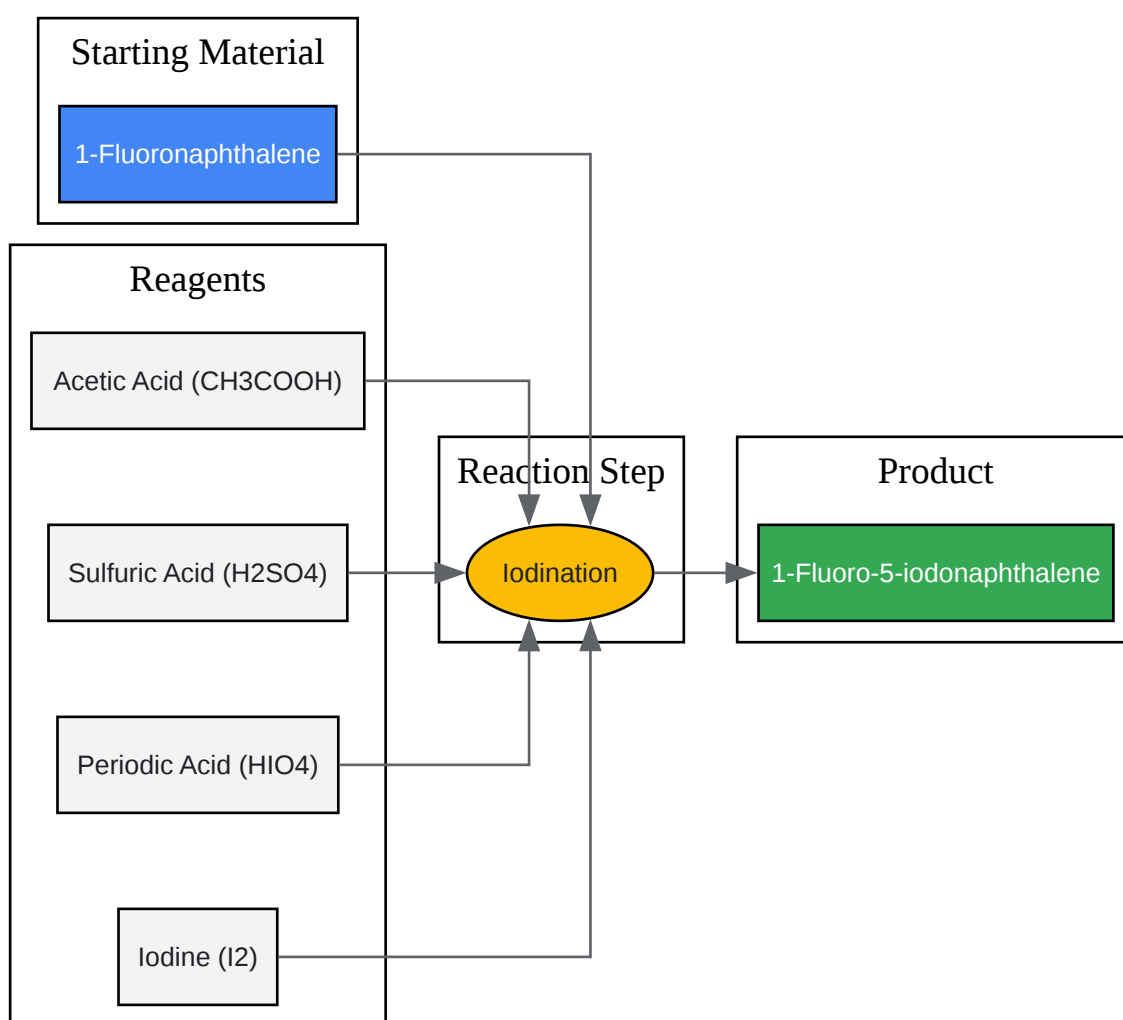 Starting Material
1-Fluoronaphthalene
Reagents
Acetic Acid (CH3COOH)
Sulfuric Acid (H2SO4)
Periodic Acid (HIO4)
Iodine (I2)
Reaction Step
Iodination
Product
1-Fluoro-5-iodonaphthalene